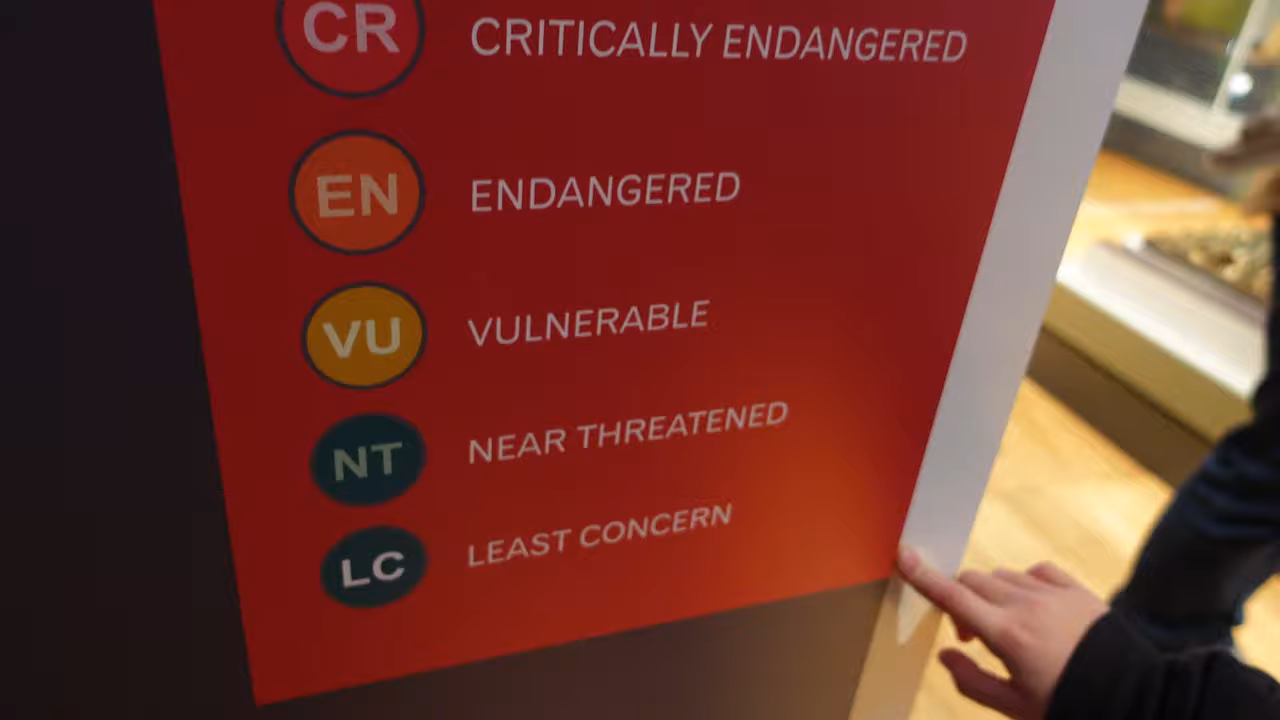 CR CRITICALLY ENDANGERED
EN ENDANGERED
VU VULNERABLE
NT NEAR THREATENED
LC LEAST CONCERN